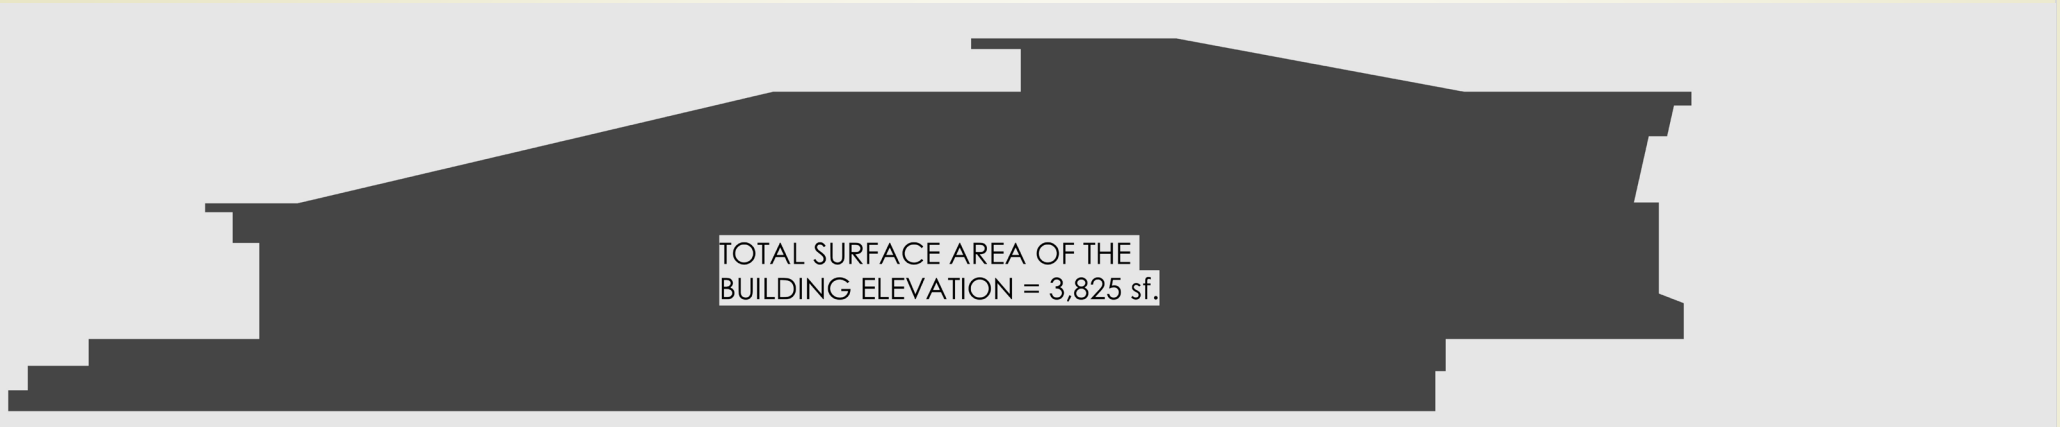 TOTAL SURFACE AREA OF THE
BUILDING ELEVATION = 3,825 sf.